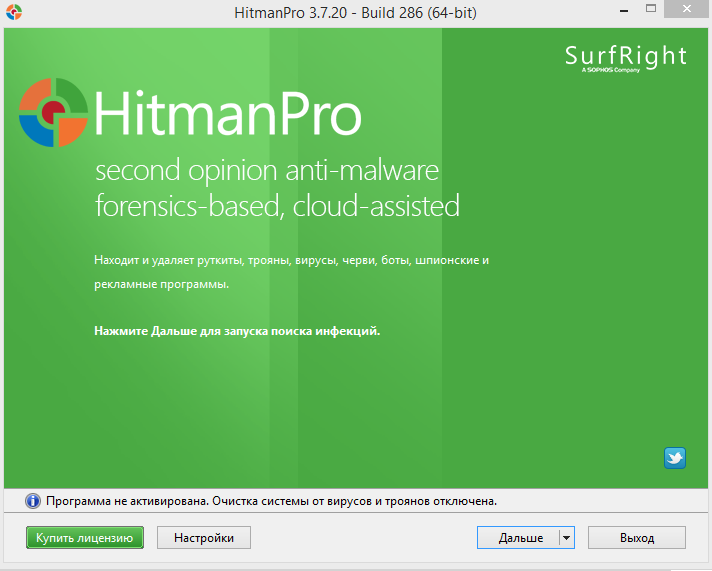 HitmanPro 3.7.20 - Build 286 (64-bit)
SurfRight
A SOPHOS Company
HitmanPro
second opinion anti-malware
forensics-based, cloud-assisted
Находит и удаляет руткиты, трояны, вирусы, черви, боты, шпионские и
рекламные программы.
Нажмите Дальше для запуска поиска инфекций.
Программа не активирована. Очистка системы от вирусов и троянов отключена.
Купить лицензию
Настройки
Дальше
Выход